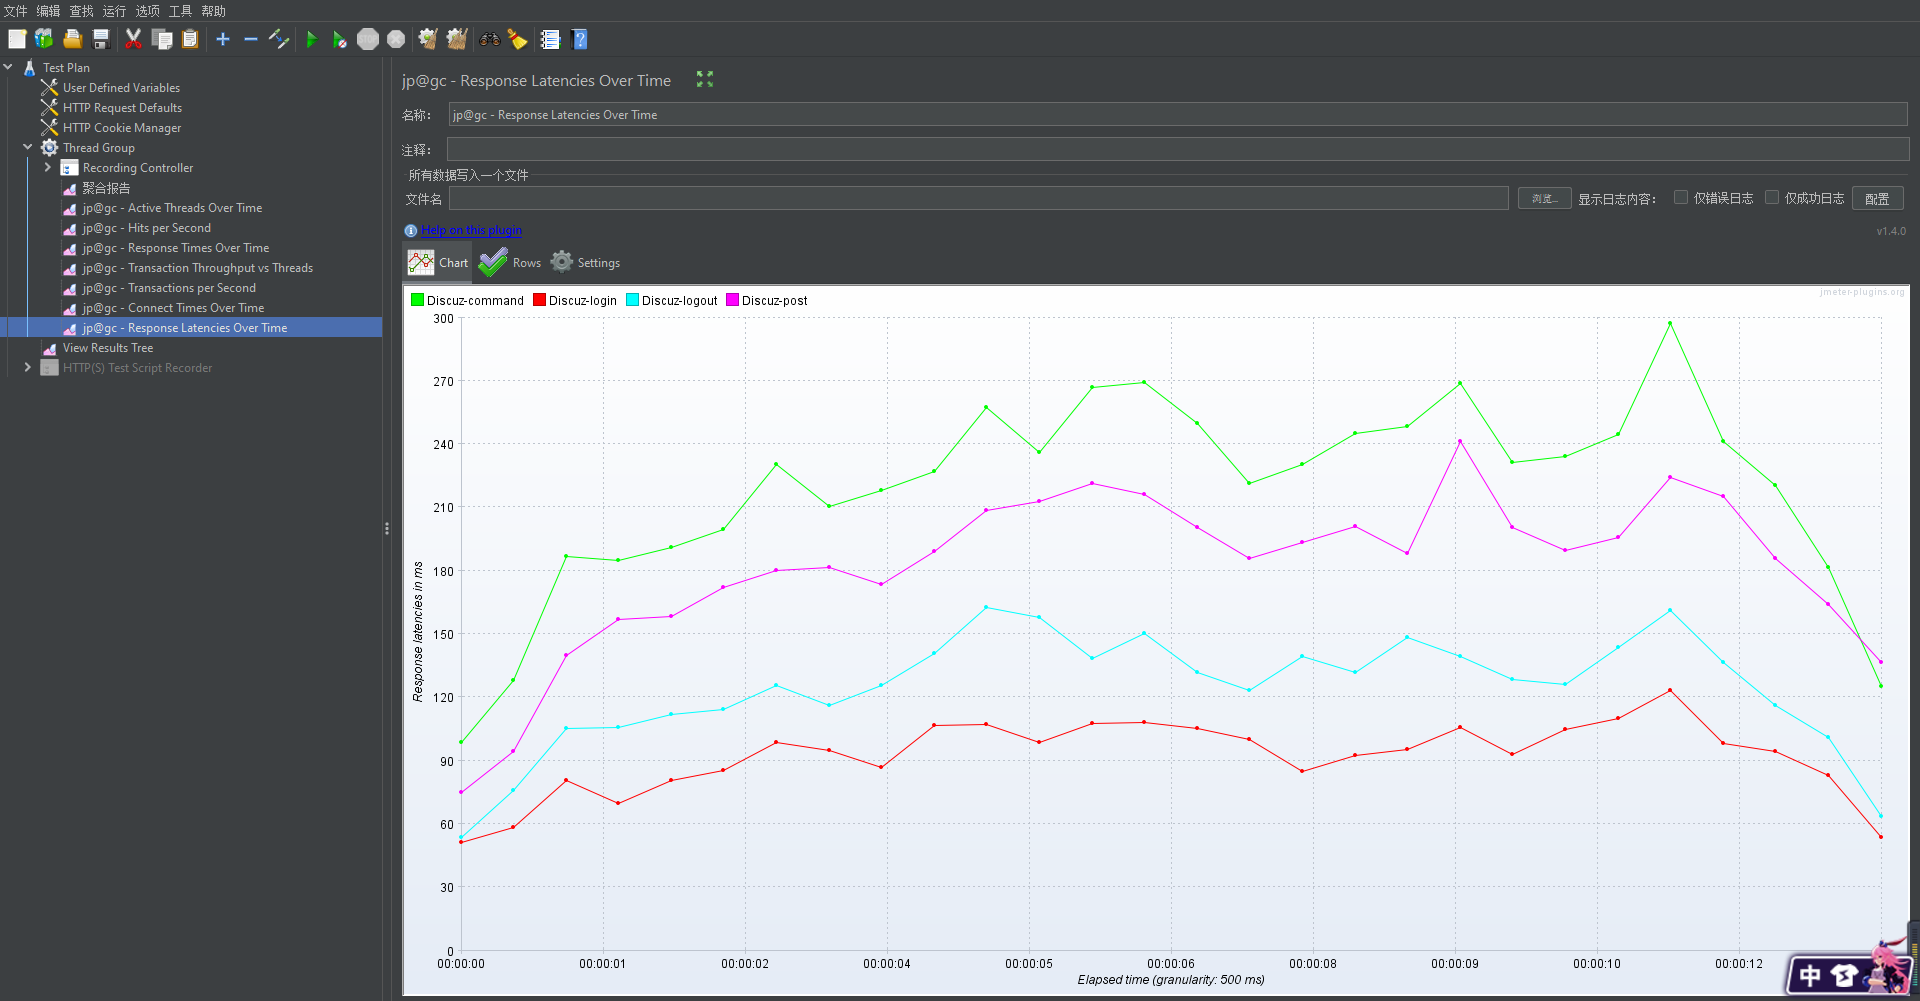 文件 编辑 查找 运行 选项 工具 帮助
Test Plan
User Defined Variables
HTTP Request Defaults
HTTP Cookie Manager
Thread Group
Recording Controller
聚合报告
jp@gc - Active Threads Over Time
jp@gc - Hits per Second
jp@gc - Response Times Over Time
jp@gc - Transaction Throughput vs Threads
jp@gc - Transactions per Second
jp@gc - Connect Times Over Time
jp@gc - Response Latencies Over Time
View Results Tree
HTTP(S) Test Script Recorder
jp@gc - Response Latencies Over Time
名称： jp@gc - Response Latencies Over Time
注释：
所有数据写入一个文件
文件名 浏览... 显示日志内容： 仅错误日志 仅成功日志 配置
Help on this plugin
v1.4.0
Chart Rows Settings
Discuz-command Discuz-login Discuz-logout Discuz-post
jmeter-plugins.org
300
270
240
210
180
150
120
90
60
30
0
Response latencies in ms
00:00:00 00:00:01 00:00:02 00:00:04 00:00:05 00:00:06 00:00:08 00:00:09 00:00:10 00:00:12
Elapsed time (granularity: 500 ms)
中